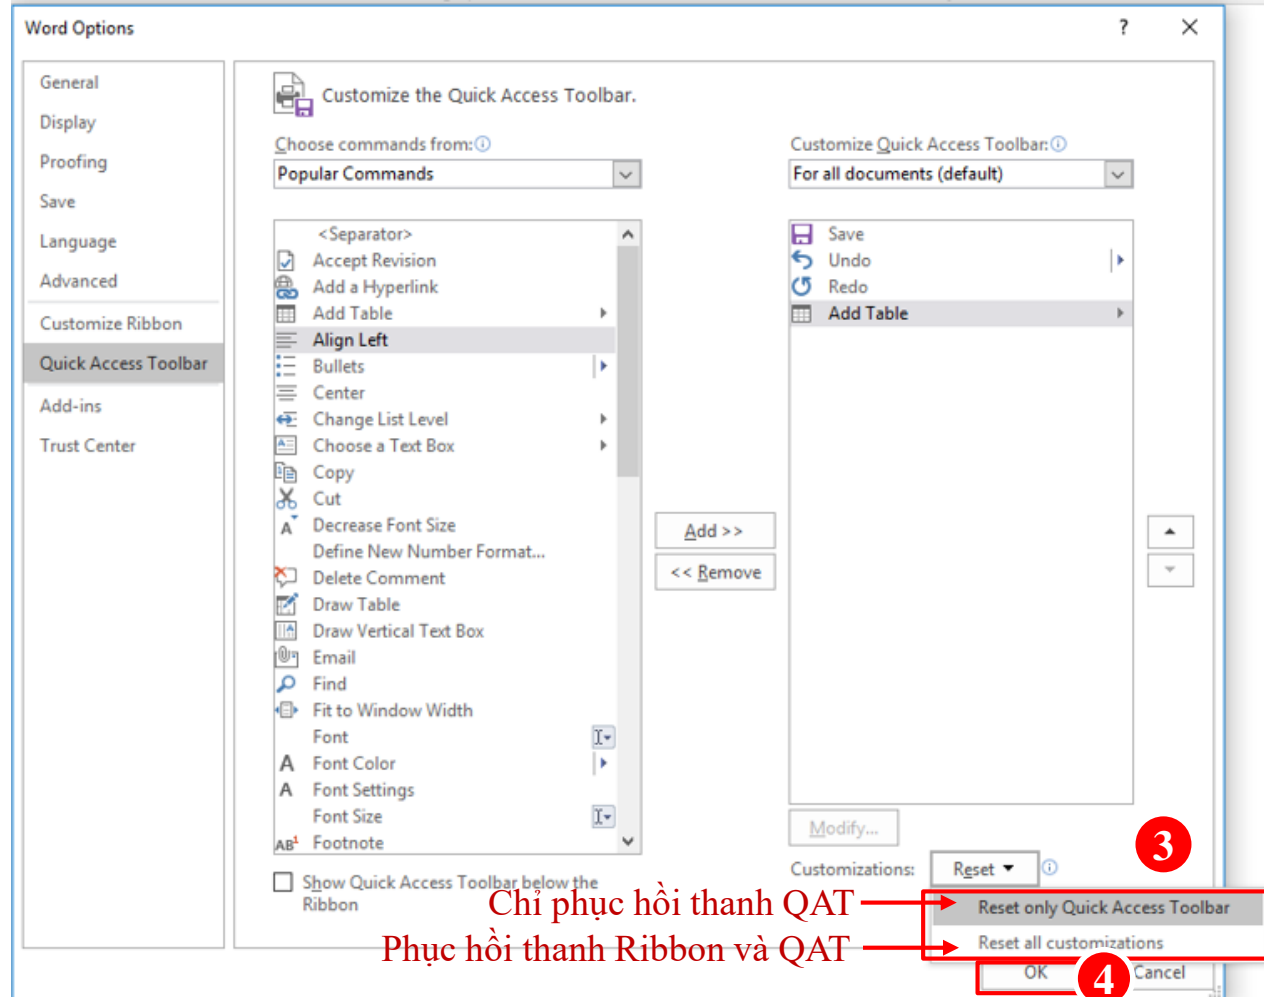 Word Options
?
General
Display
Proofing
Save
Language
Advanced
Customize Ribbon
Quick Access Toolbar
Add-ins
Trust Center
Customize the Quick Access Toolbar.
Choose commands from:
Popular Commands
<Separator>
Accept Revision
Add a Hyperlink
Add Table
Align Left
Bullets
Center
Change List Level
Choose a Text Box
Copy
Cut
Decrease Font Size
Define New Number Format...
Delete Comment
Draw Table
Draw Vertical Text Box
Email
Find
Fit to Window Width
Font
Font Color
Font Settings
Font Size
Footnote
Show Quick Access Toolbar below the
Ribbon
Add >>
<< Remove
Customize Quick Access Toolbar:
For all documents (default)
Save
Undo
Redo
Add Table
Modify...
3
Customizations:
Reset
Chỉ phục hồi thanh QAT
Reset only Quick Access Toolbar
Phục hồi thanh Ribbon và QAT
Reset all customizations
OK
4
Cancel